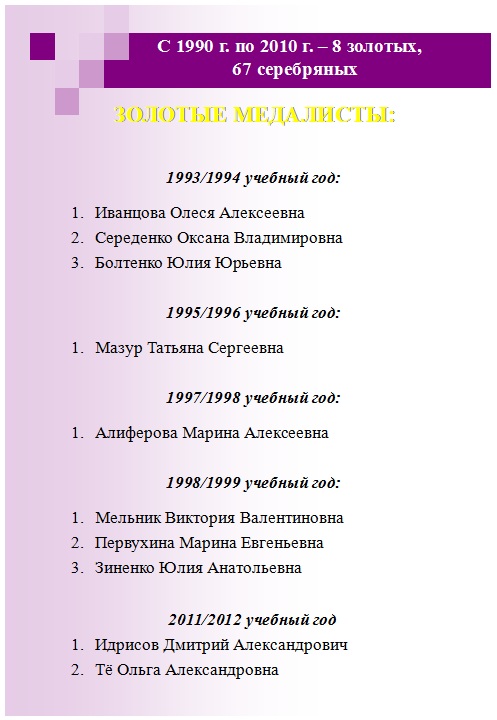 С 1990 г. по 2010 г. – 8 золотых,
67 серебряных
ЗОЛОТЫЕ МЕДАЛИСТЫ:
1993/1994 учебный год:
1. Иванцова Олеся Алексеевна
2. Середенко Оксана Владимировна
3. Болтенко Юлия Юрьевна
1995/1996 учебный год:
1. Мазур Татьяна Сергеевна
1997/1998 учебный год:
1. Алиферова Марина Алексеевна
1998/1999 учебный год:
1. Мельник Виктория Валентиновна
2. Первухина Марина Евгеньевна
3. Зиненко Юлия Анатольевна
2011/2012 учебный год
1. Идрисов Дмитрий Александрович
2. Тё Ольга Александровна